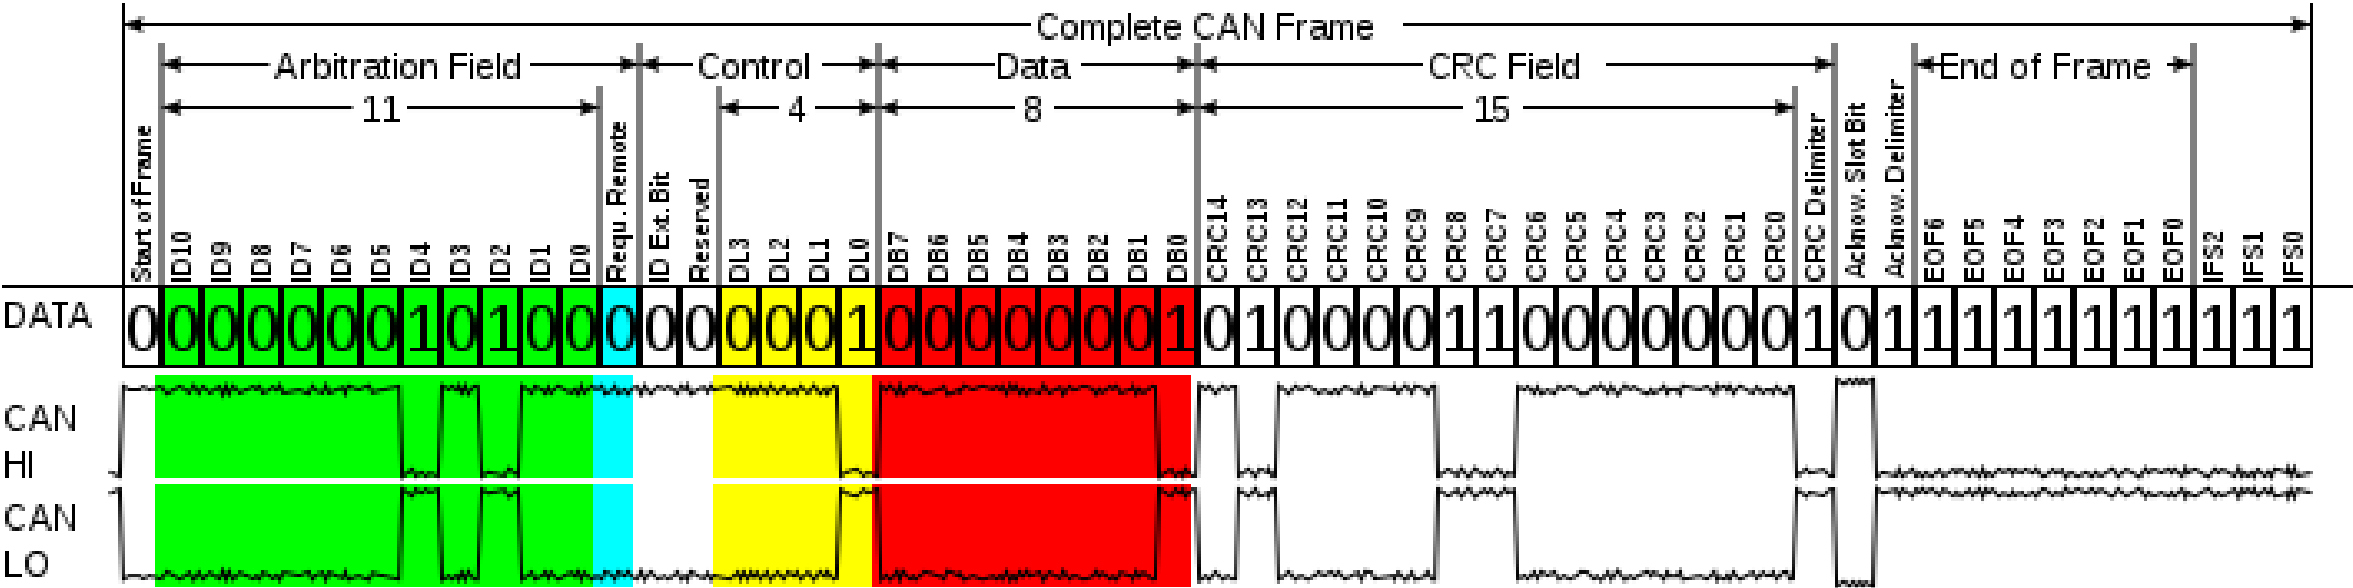 Complete CAN Frame
Arbitration Field Control Data CRC Field End of Frame
11 4 8 15
Start of Frame
ID10
ID9
ID8
ID7
ID6
ID5
ID4
ID3
ID2
ID1
ID0
Requ. Remote
ID Ext. Bit
Reserved
DL3
DL2
DL1
DL0
DB7
DB6
DB5
DB4
DB3
DB2
DB1
DB0
CRC14
CRC13
CRC12
CRC11
CRC10
CRC9
CRC8
CRC7
CRC6
CRC5
CRC4
CRC3
CRC2
CRC1
CRC0
CRC Delimiter
Acknow. Slot Bit
Acknow. Delimiter
EOF6
EOF5
EOF4
EOF3
EOF2
EOF1
EOF0
IFS2
IFS1
IFS0
DATA 0 0 0 0 0 0 0 1 0 1 0 0 0 0 0 0 0 0 1 0 0 0 0 0 0 0 1 0 1 0 0 0 0 1 1 0 0 0 0 0 0 0 1 0 1 1 1 1 1 1 1 1 1 1 1
CAN
HI
CAN
LO